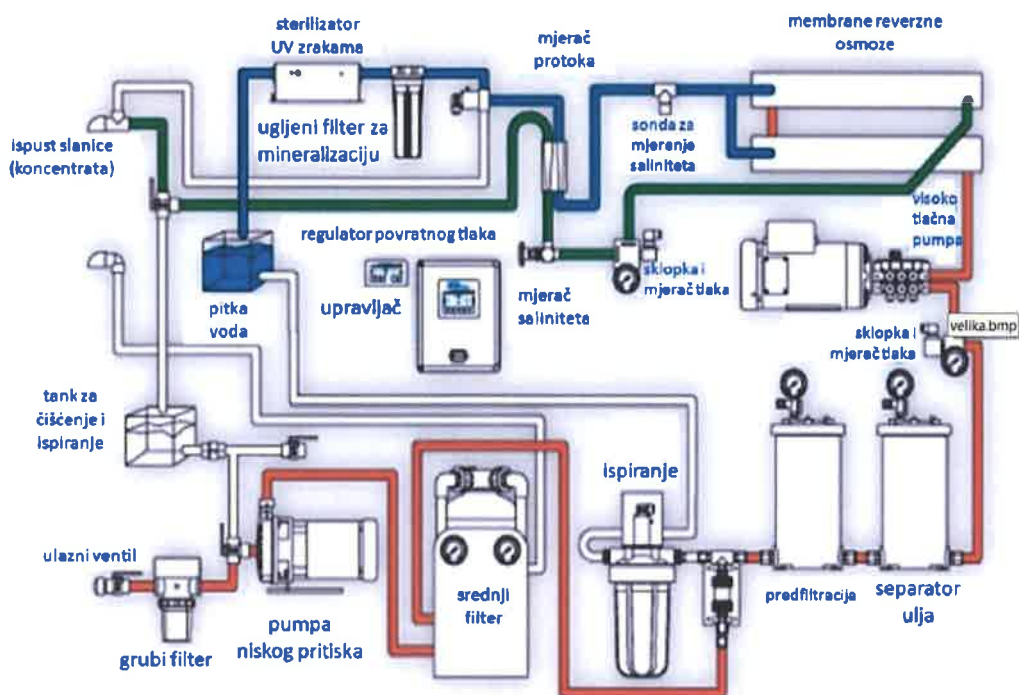 sterilizator
UV zrakama
mjerač
protoka
membrane reverzne
osmoze
ispust slanice
(koncentrata)
ugljeni filter za
mineralizaciju
sonda za
mjerenje
saliniteta
visoko
tlačna
pumpa
regulator povratnog tlaka
sklopka i
mjerač tlaka
pitka
voda
upravljač
mjerač
saliniteta
velika.bmp
sklopka i
mjerač tlaka
tank za
čišćenje i
ispiranje
ispiranje
ulazni ventil
srednji
filter
predfiltracija
separator
ulja
grubi filter
pumpa
niskog pritiska